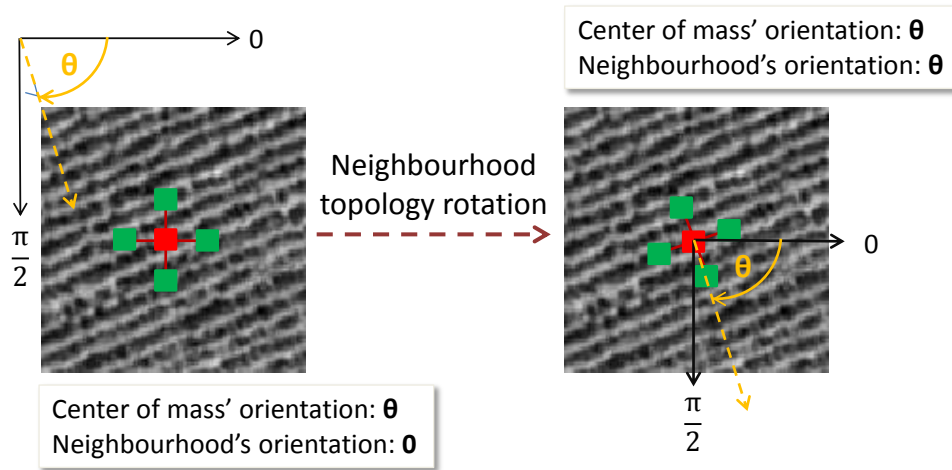 0
θ
π
2
Center of mass’ orientation: θ
Neighbourhood’s orientation: 0
Neighbourhood
topology rotation
Center of mass’ orientation: θ
Neighbourhood’s orientation: θ
0
θ
π
2